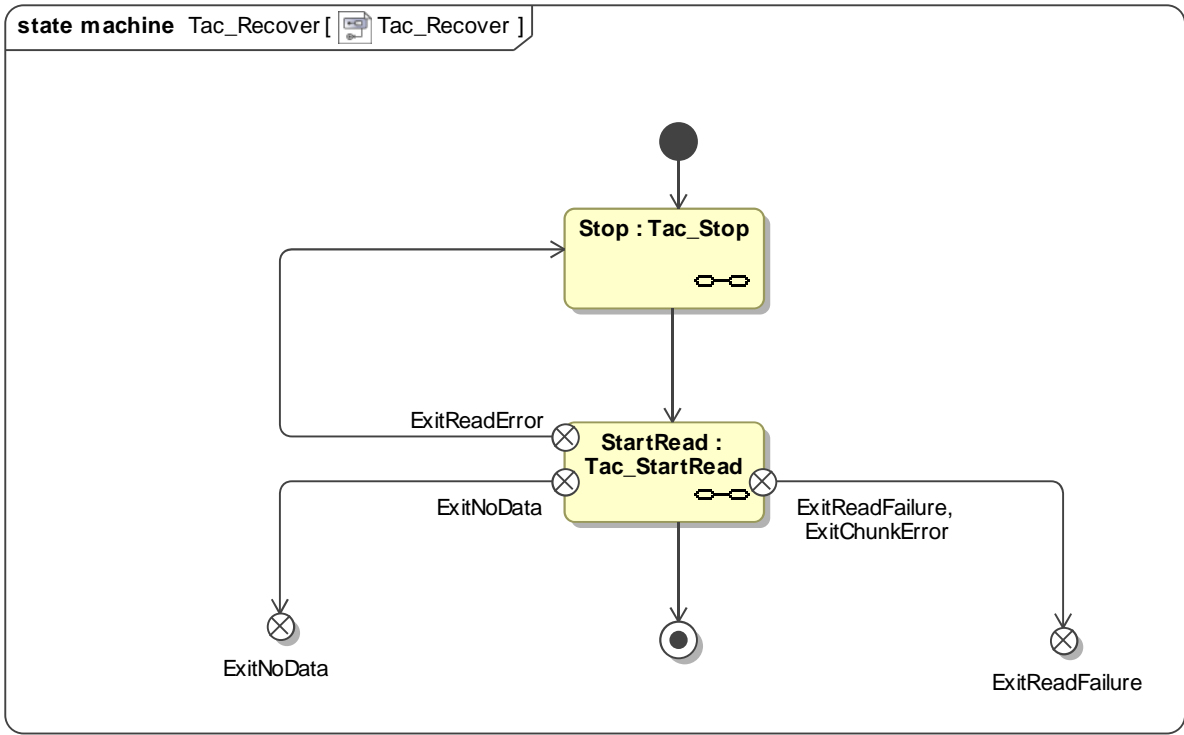 state machine Tac_Recover [ Tac_Recover ]
Stop : Tac_Stop
ExitReadError
StartRead :
Tac_StartRead
ExitNoData
ExitReadFailure,
ExitChunkError
ExitNoData
ExitReadFailure